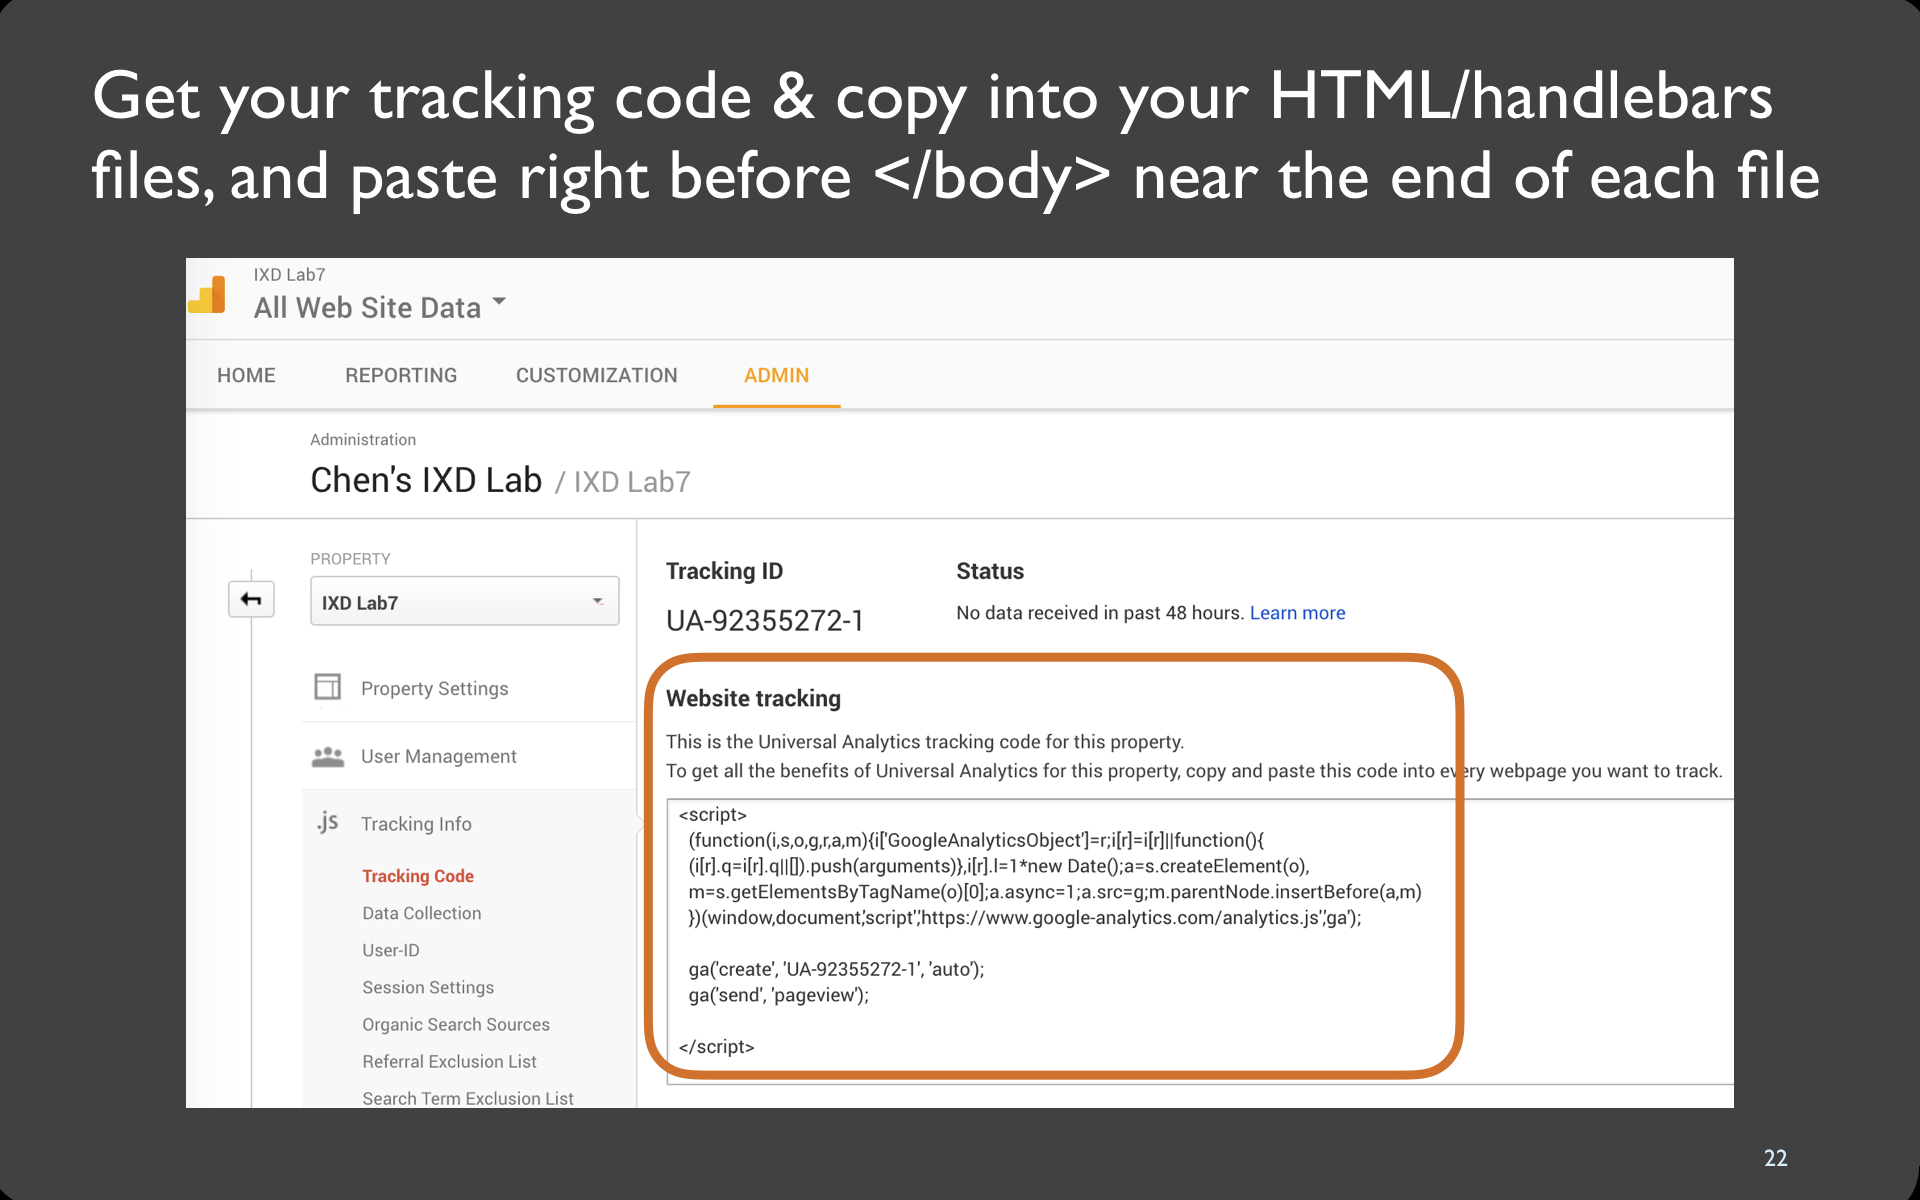 Get your tracking code & copy into your HTML/handlebars
files, and paste right before </body> near the end of each file
IXD Lab7
All Web Site Data
HOME REPORTING CUSTOMIZATION ADMIN
Administration
Chen's IXD Lab / IXD Lab7
PROPERTY
IXD Lab7
Property Settings
User Management
.js Tracking Info
Tracking Code
Data Collection
User-ID
Session Settings
Organic Search Sources
Referral Exclusion List
Search Term Exclusion List
Tracking ID
UA-92355272-1
Status
No data received in past 48 hours. Learn more
Website tracking
This is the Universal Analytics tracking code for this property.
To get all the benefits of Universal Analytics for this property, copy and paste this code into every webpage you want to track.
<script>
(function(i,s,o,g,r,a,m){i['GoogleAnalyticsObject']=r;i[r]=i[r]||function(){
(i[r].q=i[r].q||[]).push(arguments)},i[r].l=1*new Date();a=s.createElement(o),
m=s.getElementsByTagName(o)[0];a.async=1;a.src=g;m.parentNode.insertBefore(a,m)
})(window,document,'script','https://www.google-analytics.com/analytics.js','ga');
ga('create', 'UA-92355272-1', 'auto');
ga('send', 'pageview');
</script>
22